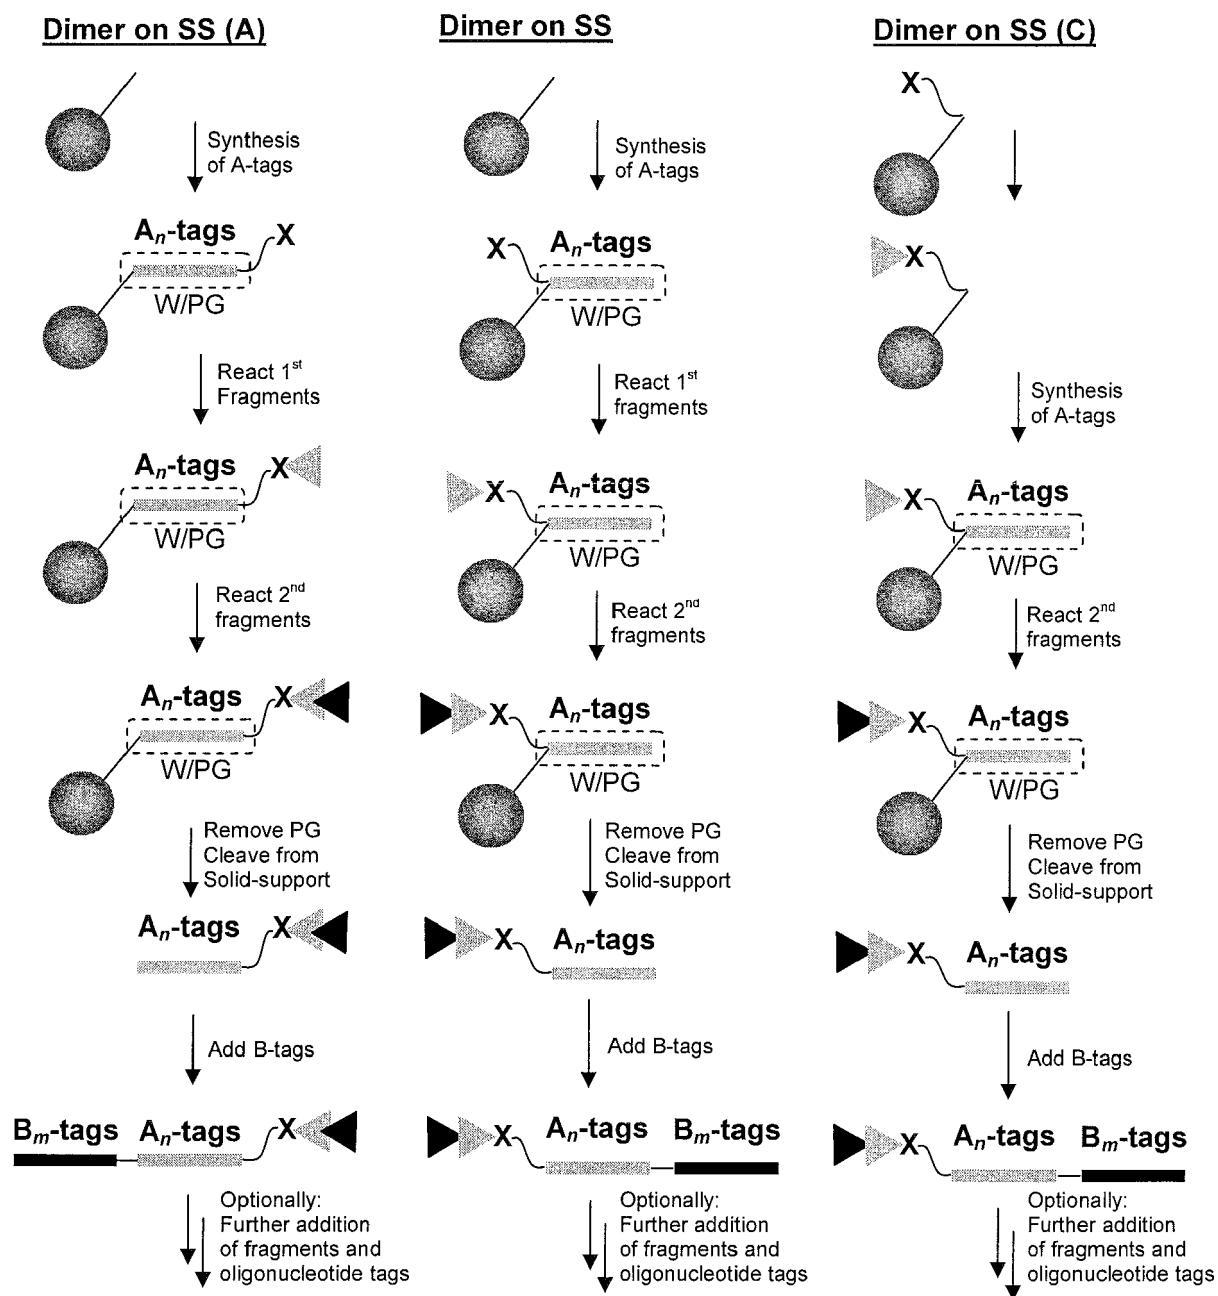 Dimer on SS (A)
Synthesis
of A-tags
An-tags
X
W/PG
React 1st
Fragments
An-tags
X
W/PG
React 2nd
fragments
An-tags
X
W/PG
Remove PG
Cleave from
Solid-support
An-tags
X
Add B-tags
Bm-tags An-tags
X
Optionally:
Further addition
of fragments and
oligonucleotide tags
Dimer on SS
Synthesis
of A-tags
X
An-tags
W/PG
React 1st
fragments
X
An-tags
W/PG
React 2nd
fragments
X
An-tags
W/PG
Remove PG
Cleave from
Solid-support
X
An-tags
Add B-tags
X
An-tags Bm-tags
Optionally:
Further addition
of fragments and
oligonucleotide tags
Dimer on SS (C)
X
X
Synthesis
of A-tags
X
An-tags
W/PG
React 2nd
fragments
X
An-tags
W/PG
Remove PG
Cleave from
Solid-support
X
An-tags
Add B-tags
X
An-tags Bm-tags
Optionally:
Further addition
of fragments and
oligonucleotide tags